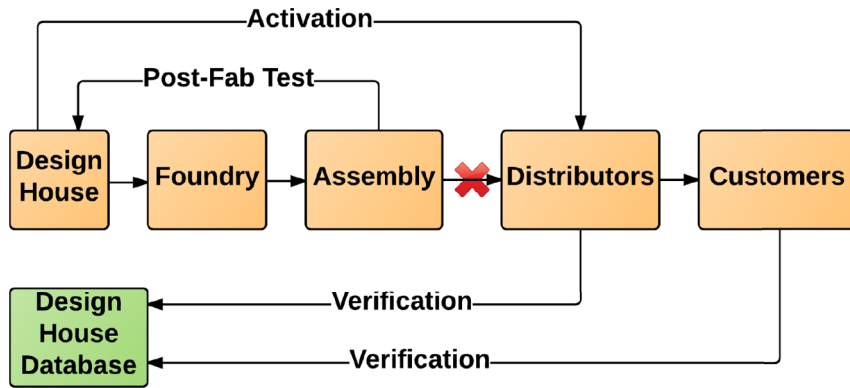 Activation
Post-Fab Test
Design
House
Foundry
Assembly
Distributors
Customers
Verification
Design
House
Database
Verification